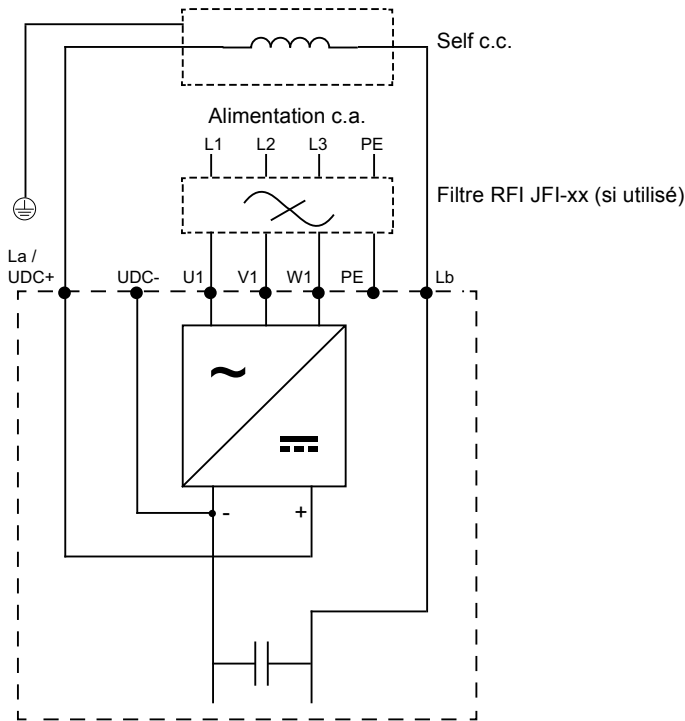 Self c.c.
Alimentation c.a.
L1 L2 L3 PE
Filtre RFI JFI-xx (si utilisé)
La /
UDC+ UDC- U1 V1 W1 PE Lb
~
- +